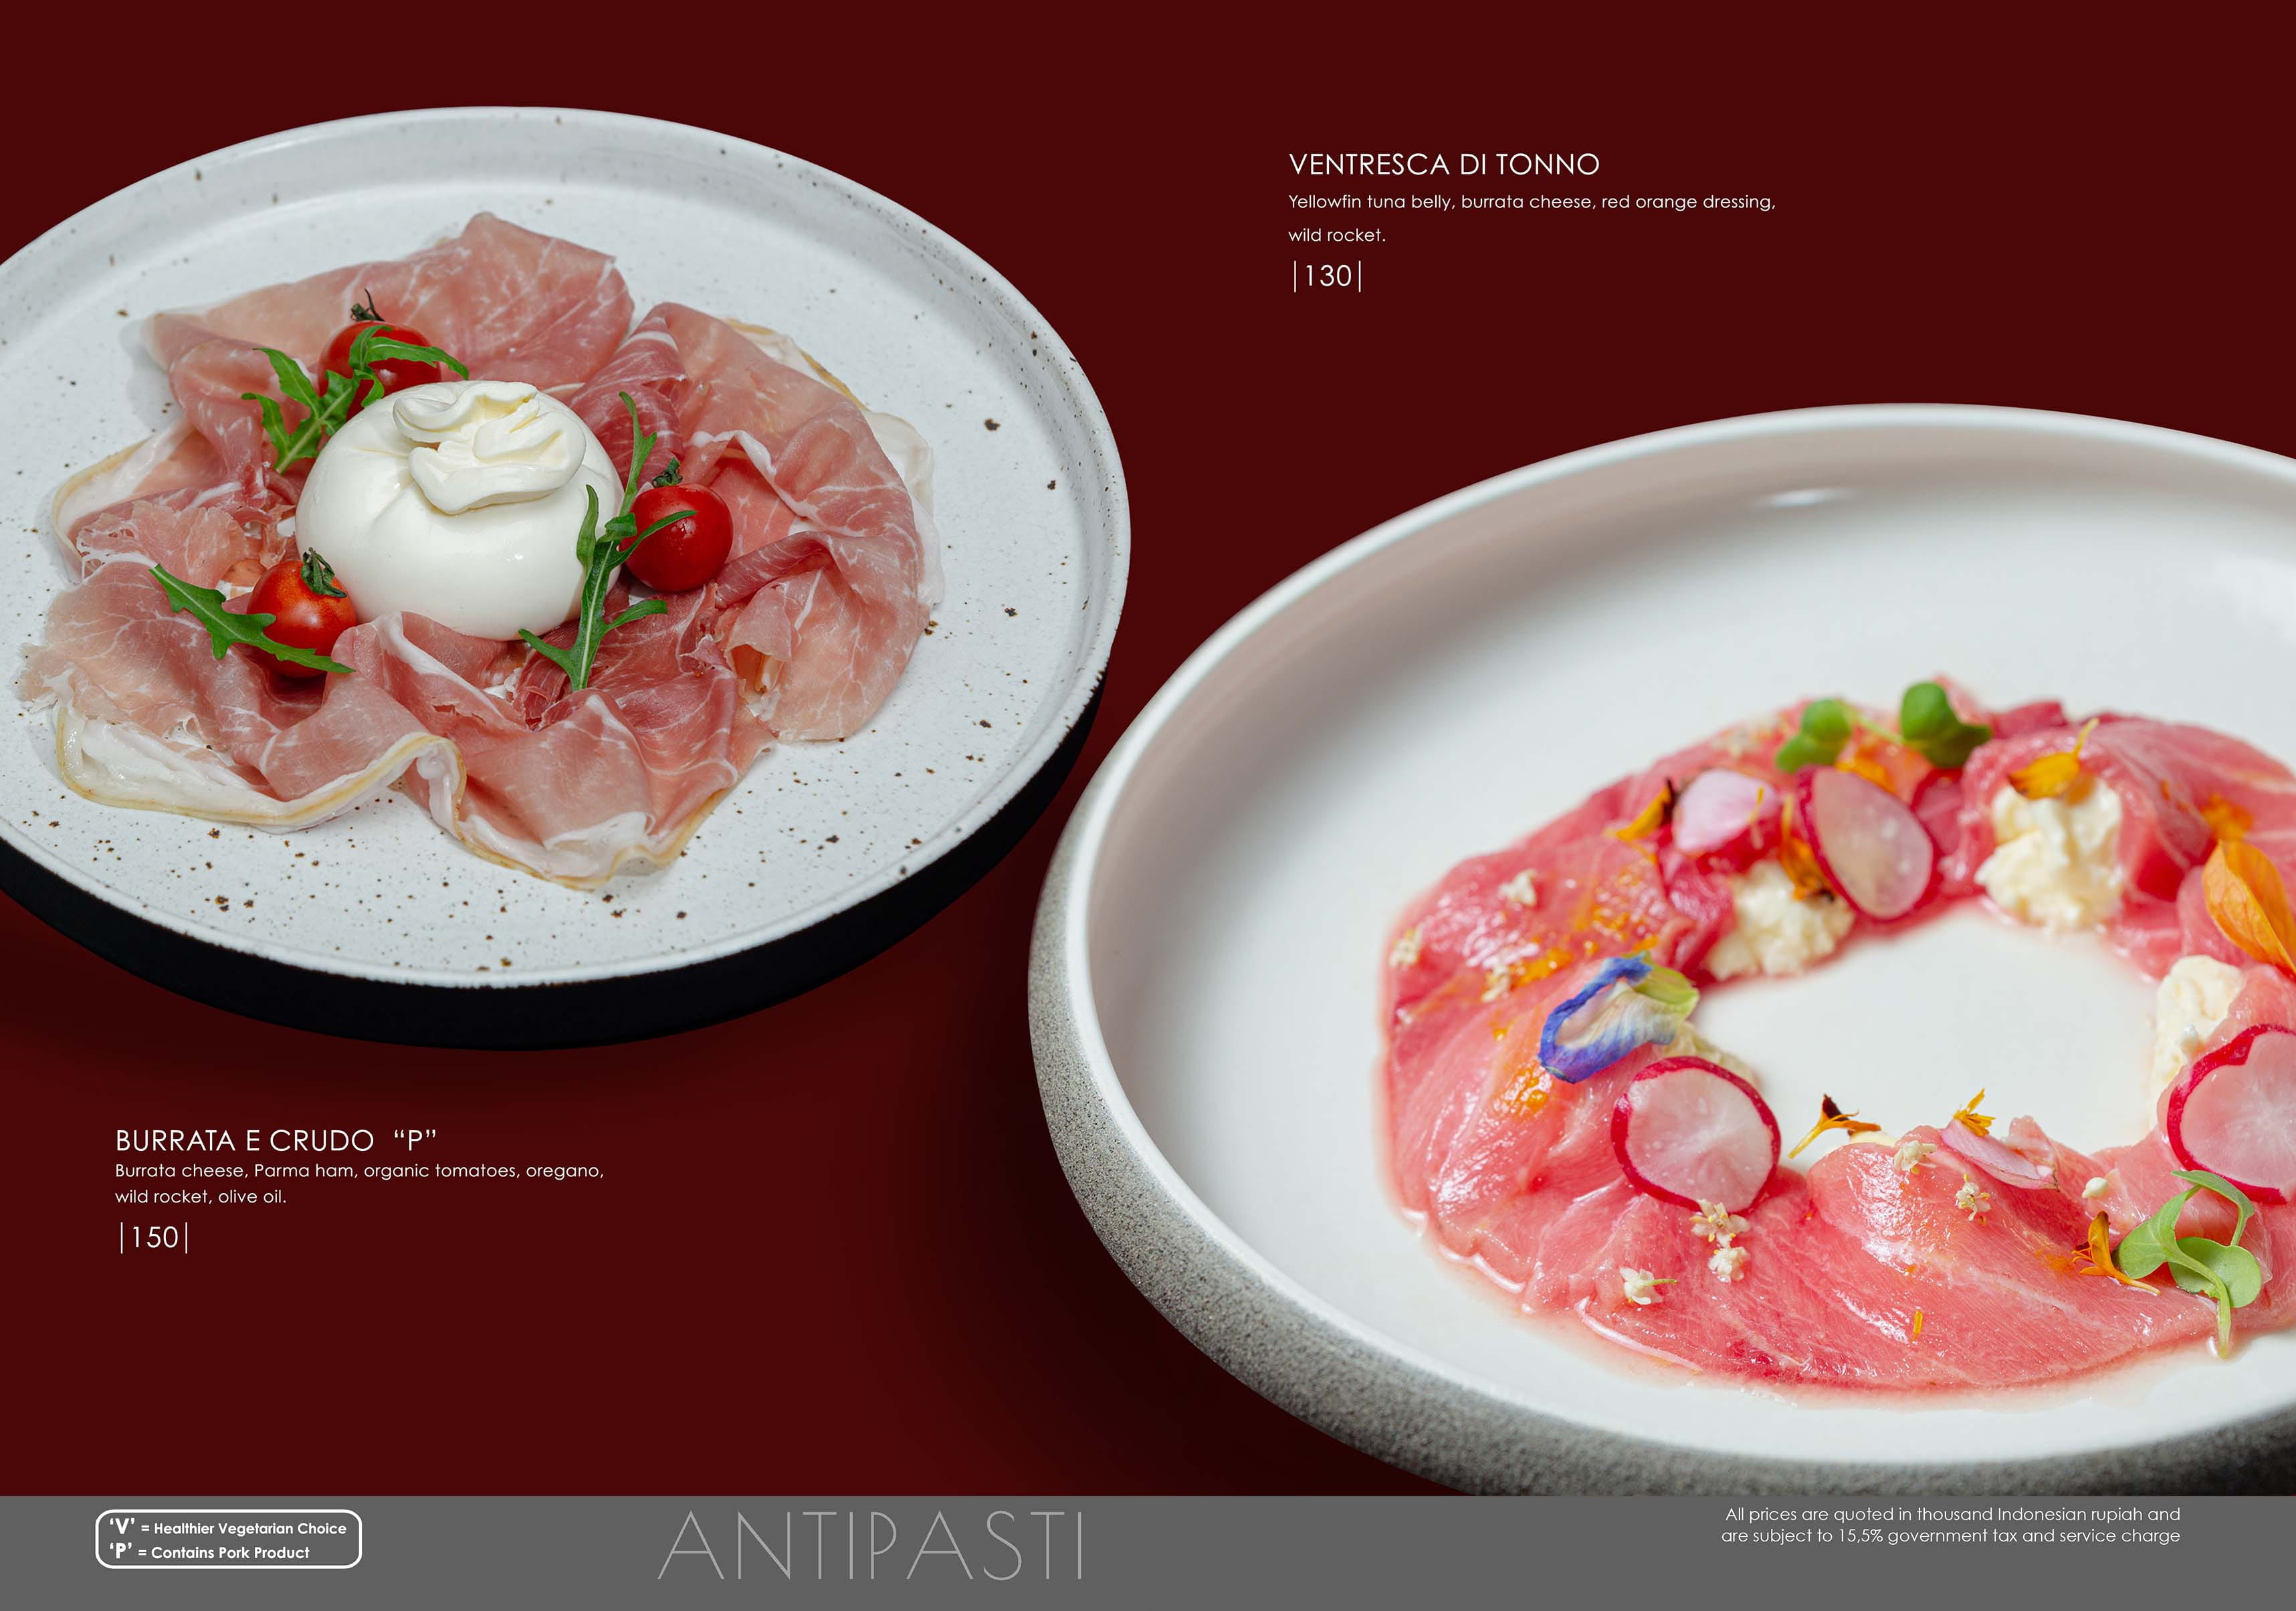 VENTRESCA DI TONNO
Yellowfin tuna belly, burrata cheese, red orange dressing,
wild rocket.
|130|
BURRATA E CRUDO “P”
Burrata cheese, Parma ham, organic tomatoes, oregano,
wild rocket, olive oil.
|150|
‘V’ = Healthier Vegetarian Choice
‘P’ = Contains Pork Product
ANTIPASTI
All prices are quoted in thousand Indonesian rupiah and
are subject to 15,5% government tax and service charge